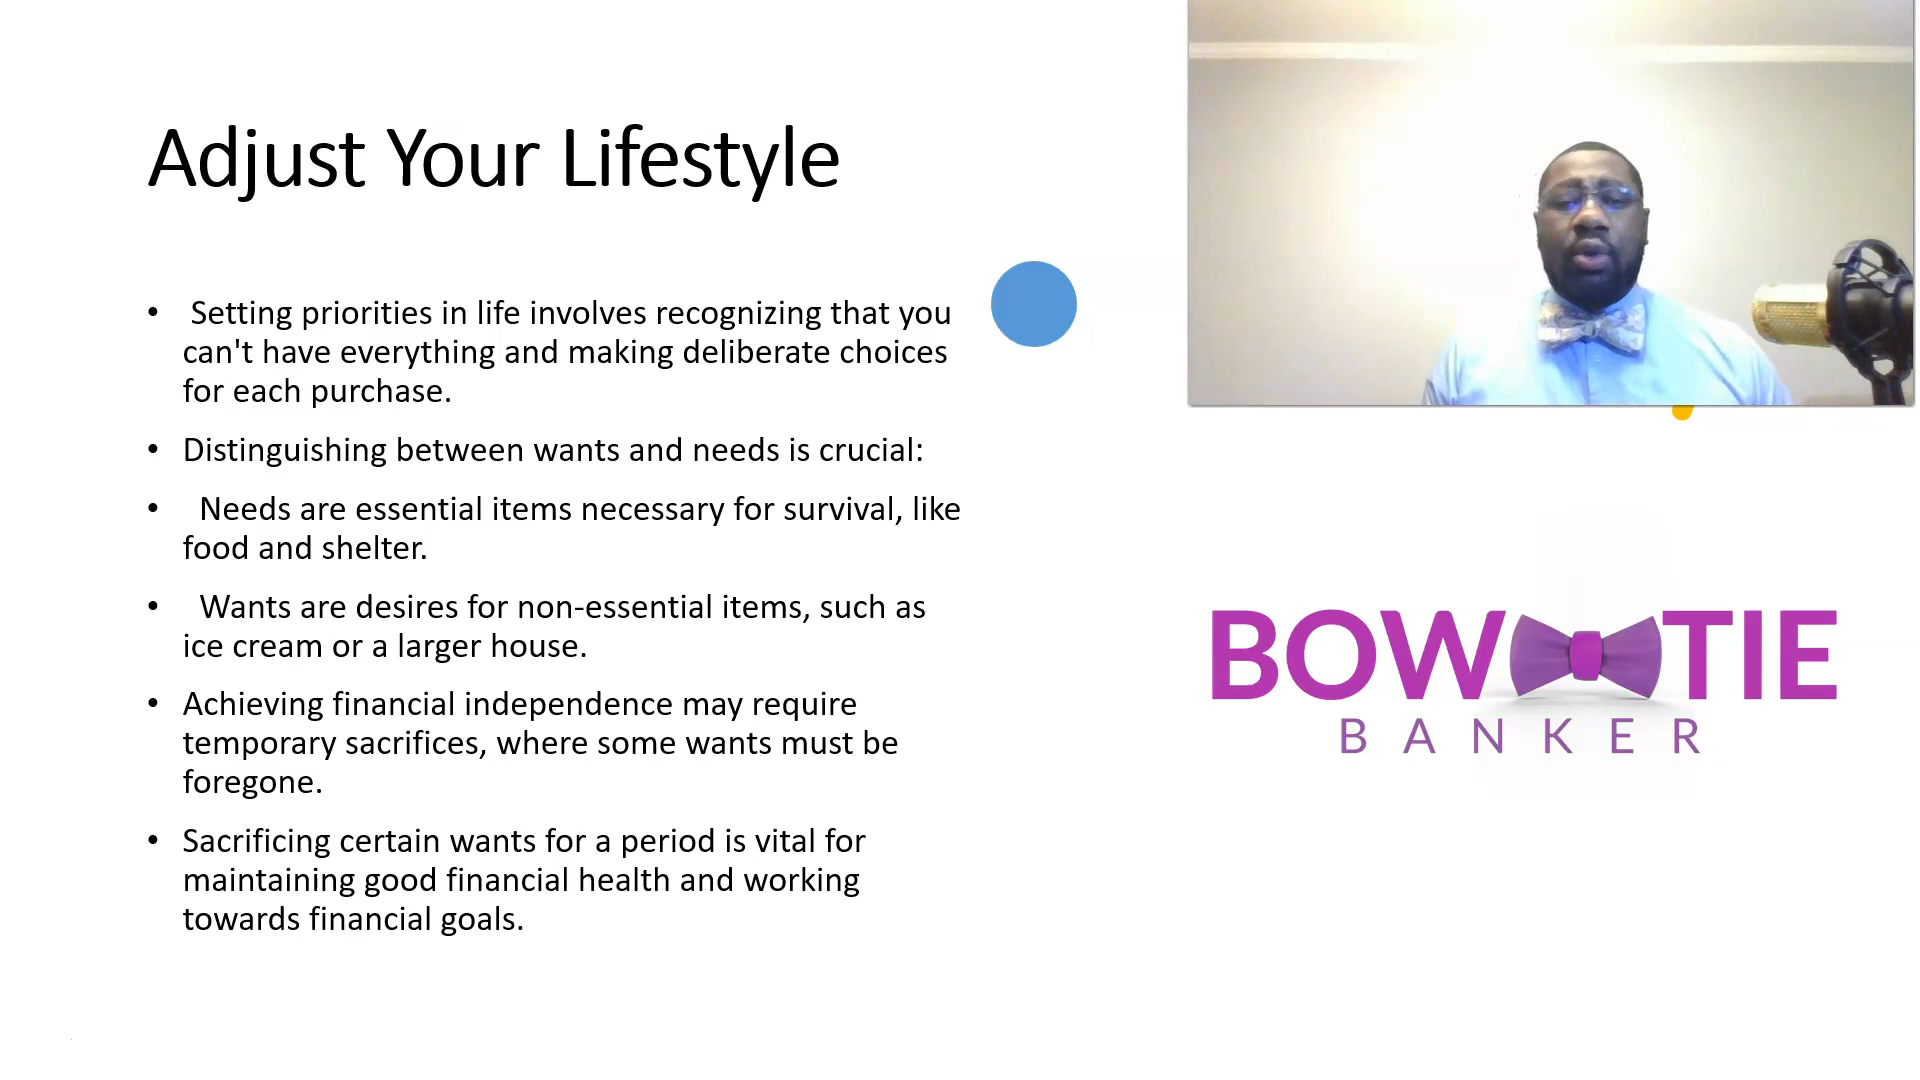 Adjust Your Lifestyle
• Setting priorities in life involves recognizing that you
can't have everything and making deliberate choices
for each purchase.
• Distinguishing between wants and needs is crucial:
• Needs are essential items necessary for survival, like
food and shelter.
• Wants are desires for non-essential items, such as
ice cream or a larger house.
• Achieving financial independence may require
temporary sacrifices, where some wants must be
foregone.
• Sacrificing certain wants for a period is vital for
maintaining good financial health and working
towards financial goals.
BOW TIE
BANKER